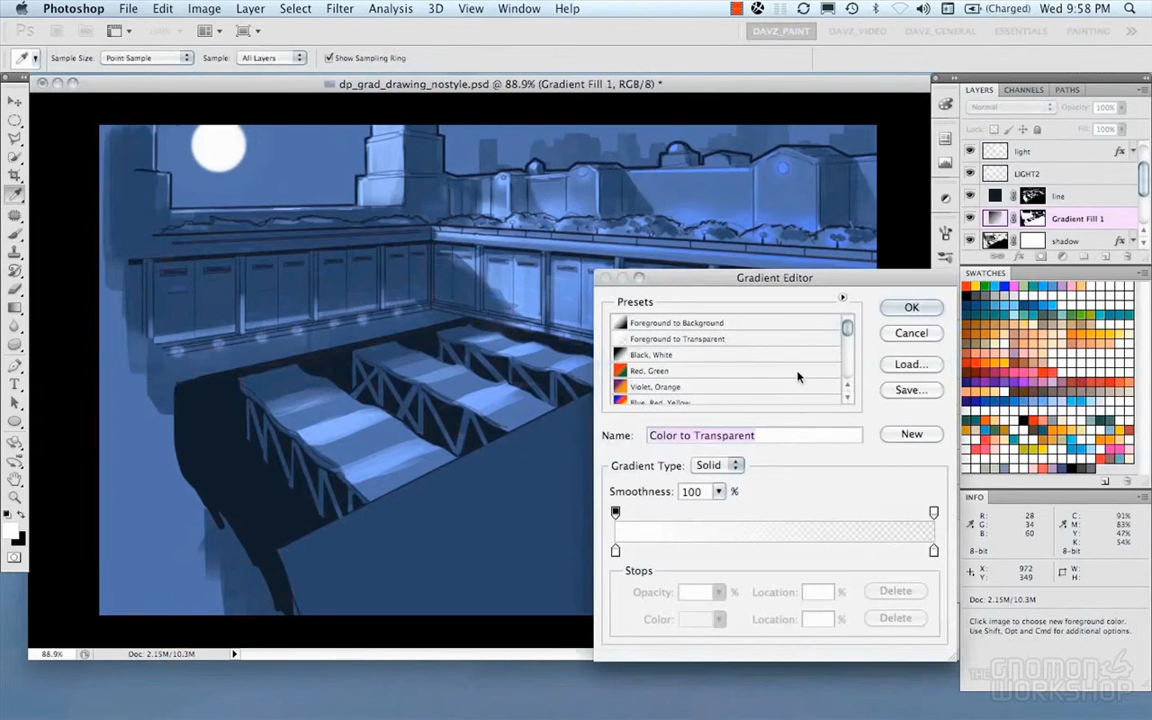 Photoshop File Edit Image Layer Select Filter Analysis 3D View Window Help (Charged) Wed 9:58 PM
DAVZ_PAINT DAVZ_VIDEO DAVZ_GENERAL ESSENTIALS PAINTING
Sample Size: Point Sample Sample: All Layers Show Sampling Ring
dp_grad_drawing_nostyle.psd @ 88.9% (Gradient Fill 1, RGB/8) *
LAYERS CHANNELS PATHS
Normal Opacity: 100%
Lock: Fill: 100%
light fx
LIGHT2
line
Gradient Fill 1
shadow
SWATCHES
Gradient Editor
Presets
Foreground to Background
Foreground to Transparent
Black, White
Red, Green
Violet, Orange
Blue, Red, Yellow
OK
Cancel
Load...
Save...
Name: Color to Transparent New
Gradient Type: Solid
Smoothness: 100 %
Stops
Opacity: % Location: % Delete
Color: Location: % Delete
INFO
R: 28 C: 91%
G: 34 M: 83%
B: 60 Y: 47%
K: 54%
8-bit 8-bit
X: 972 W:
Y: 349 H:
Doc: 2.15M/10.3M
Click image to choose new foreground color.
Use Shift, Opt and Cmd for additional options.
88.9% Doc: 2.15M/10.3M
THE GNOMON WORKSHOP